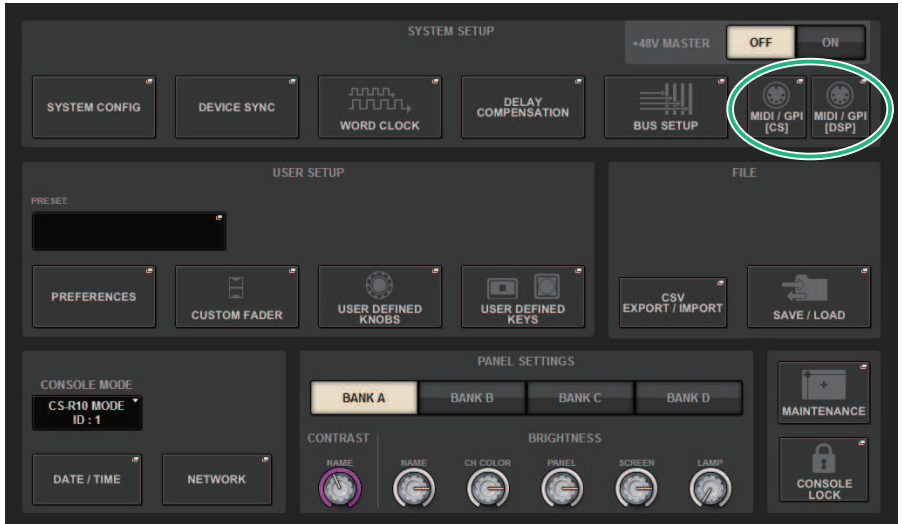 SYSTEM SETUP
+48V MASTER
OFF
ON
SYSTEM CONFIG
DEVICE SYNC
WORD CLOCK
DELAY
COMPENSATION
BUS SETUP
MIDI / GPI
[CS]
MIDI / GPI
[DSP]
USER SETUP
PRESET
PREFERENCES
CUSTOM FADER
USER DEFINED
KNOBS
USER DEFINED
KEYS
FILE
CSV
EXPORT / IMPORT
SAVE / LOAD
CONSOLE MODE
CS-R10 MODE
ID : 1
DATE / TIME
NETWORK
PANEL SETTINGS
BANK A
BANK B
BANK C
BANK D
CONTRAST
BRIGHTNESS
NAME
NAME
CH COLOR
PANEL
SCREEN
LAMP
MAINTENANCE
CONSOLE
LOCK